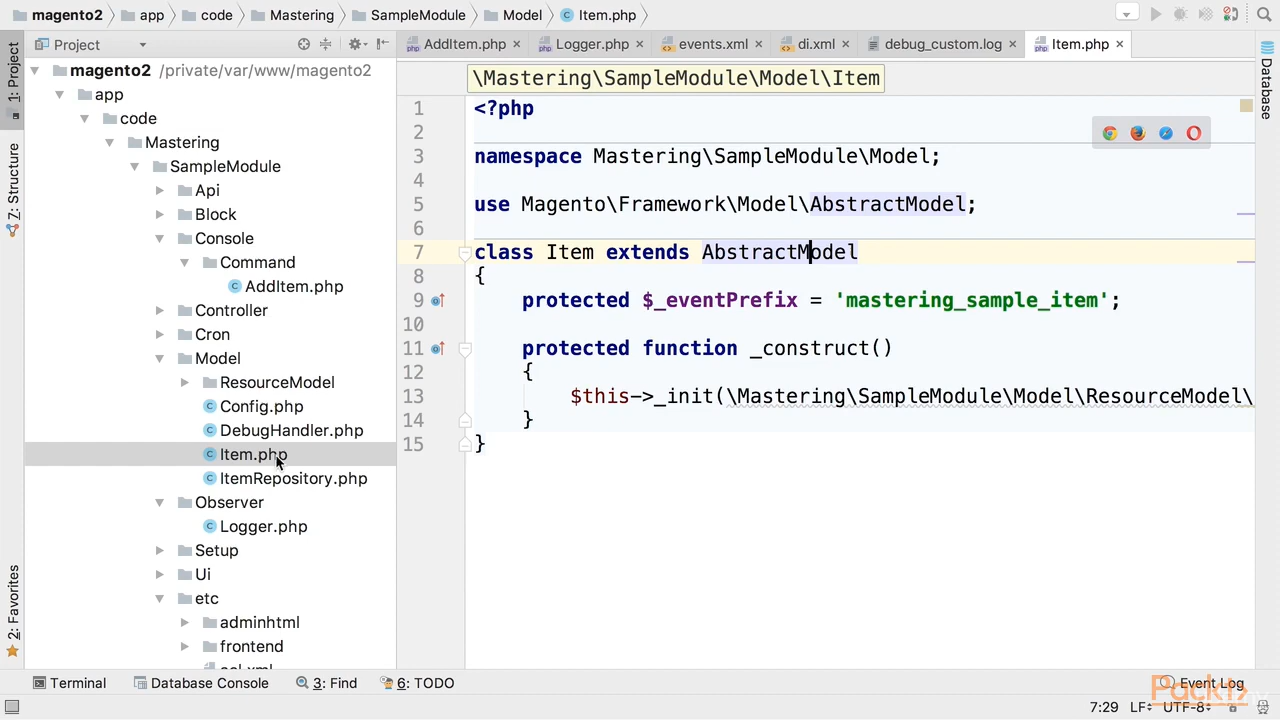 magento2 app code Mastering SampleModule Model Item.php
Project
AddItem.php Logger.php events.xml di.xml debug_custom.log Item.php
1: Project
7: Structure
2: Favorites
Database
magento2 /private/var/www/magento2
app
code
Mastering
SampleModule
Api
Block
Console
Command
AddItem.php
Controller
Cron
Model
ResourceModel
Config.php
DebugHandler.php
Item.php
ItemRepository.php
Observer
Logger.php
Setup
Ui
etc
adminhtml
frontend
\Mastering\SampleModule\Model\Item
1 <?php
2
3 namespace Mastering\SampleModule\Model;
4
5 use Magento\Framework\Model\AbstractModel;
6
7 class Item extends AbstractModel
8 {
9 protected $_eventPrefix = 'mastering_sample_item';
10
11 protected function _construct()
12 {
13 $this->_init(\Mastering\SampleModule\Model\ResourceModel\
14 }
15 }
Terminal Database Console 3: Find 6: TODO Event Log
Packt
7:29 LF UTF-8